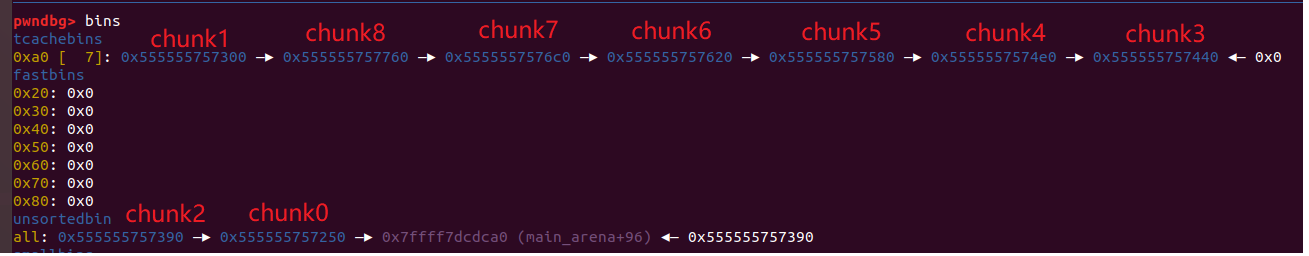 pwndbg> bins
tcachebins
chunk1 chunk8 chunk7 chunk6 chunk5 chunk4 chunk3
0xa0 [  7]: 0x555555757300 —▸ 0x555555757760 —▸ 0x5555557576c0 —▸ 0x555555757620 —▸ 0x555555757580 —▸ 0x5555557574e0 —▸ 0x555555757440 ◂— 0x0
fastbins
0x20: 0x0
0x30: 0x0
0x40: 0x0
0x50: 0x0
0x60: 0x0
0x70: 0x0
0x80: 0x0
unsortedbin
chunk2 chunk0
all: 0x555555757390 —▸ 0x555555757250 —▸ 0x7ffff7dcdca0 (main_arena+96) ◂— 0x555555757390